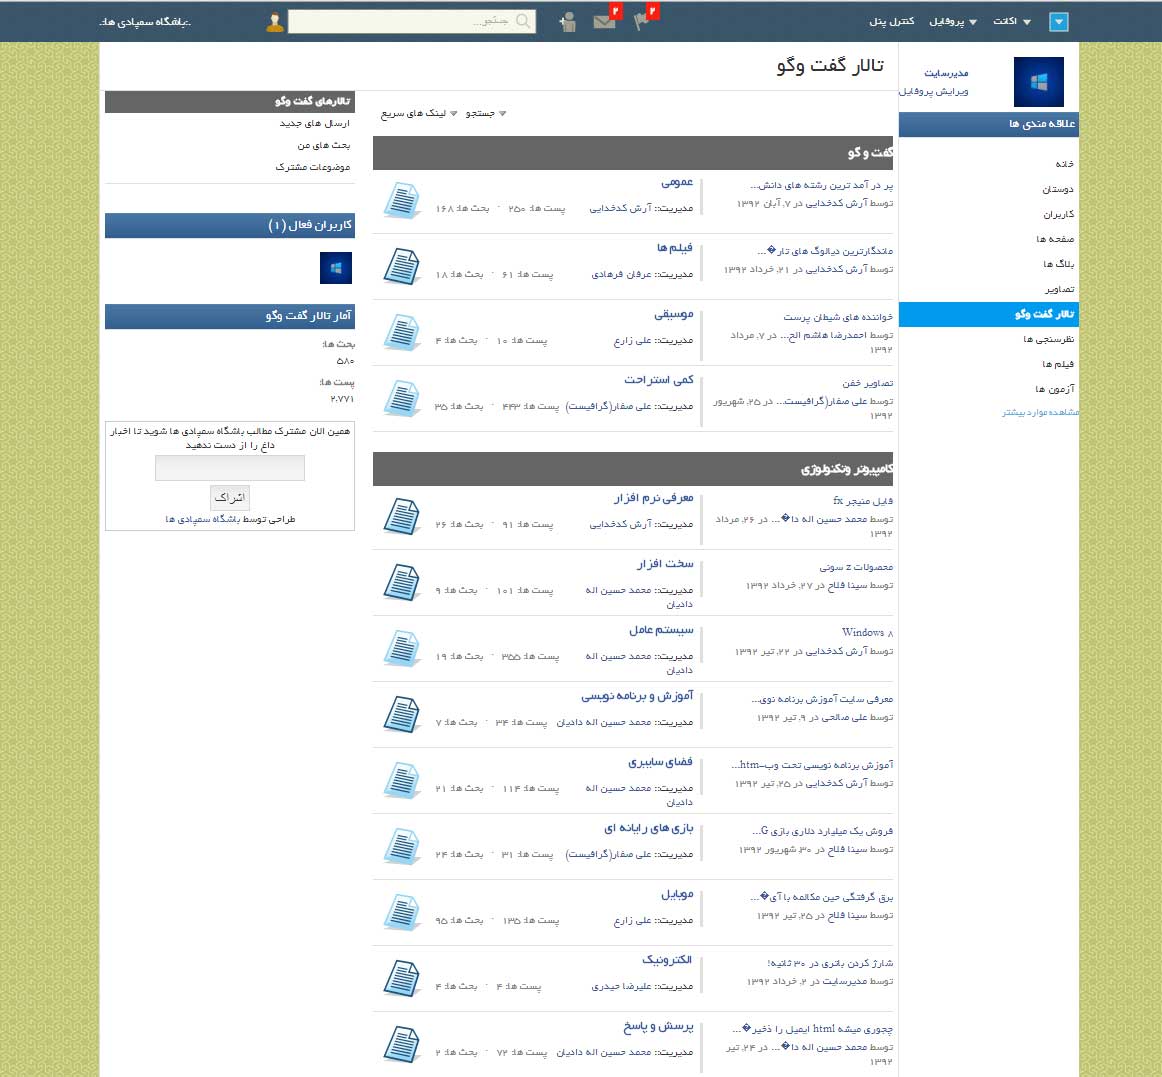 اکانت
پروفایل
کنترل پنل
جستجو...
.:باشگاه سمپادی ها:.
۲
۲
مدیرسایت
ویرایش پروفایل
علاقه مندی ها
خانه
دوستان
کاربران
صفحه ها
بلاگ ها
تصاویر
تالار گفت وگو
نظرسنجی ها
فیلم ها
آزمون ها
مشاهده موارد بیشتر
تالار گفت وگو
جستجو
لینک های سریع
گفت و گو
عمومی
مدیریت:: آرش کدخدایی
پست ها: ۲۵۰ · بحث ها: ۱۶۸
پر در آمد ترین رشته های دانش...
توسط آرش کدخدایی در ۷, آبان ۱۳۹۲
فیلم ها
مدیریت:: عرفان فرهادی
پست ها: ۶۱ · بحث ها: ۱۸
ماندگارترین دیالوگ های تار�...
توسط آرش کدخدایی در ۲۱, خرداد ۱۳۹۲
موسیقی
مدیریت:: علی زارع
پست ها: ۱۰ · بحث ها: ۴
خواننده های شیطان پرست
توسط احمدرضا هاشم الح... در ۷, مرداد
۱۳۹۲
کمی استراحت
مدیریت:: علی صفار(گرافیست)
پست ها: ۴۴۳ · بحث ها: ۳۵
تصاویر خفن
توسط علی صفار(گرافیست... در ۲۵, شهریور
۱۳۹۲
کامپیوتر وتکنولوژی
معرفی نرم افزار
مدیریت:: آرش کدخدایی
پست ها: ۹۱ · بحث ها: ۲۶
فایل منیجر fx
توسط محمد حسین اله دا�... در ۲۶, مرداد
۱۳۹۲
سخت افزار
مدیریت:: محمد حسین اله
دادیان
پست ها: ۱۰۱ · بحث ها: ۹
محصولات z سونی
توسط سینا فلاح در ۲۷, خرداد ۱۳۹۲
سیستم عامل
مدیریت:: محمد حسین اله
دادیان
پست ها: ۳۵۵ · بحث ها: ۱۹
Windows ۸
توسط آرش کدخدایی در ۲۲, تیر ۱۳۹۲
آموزش و برنامه نویسی
مدیریت:: محمد حسین اله دادیان
پست ها: ۳۴ · بحث ها: ۷
معرفی سایت آموزش برنامه نوی...
توسط علی صالحی در ۹, تیر ۱۳۹۲
فضای سایبری
مدیریت:: محمد حسین اله
دادیان
پست ها: ۱۱۴ · بحث ها: ۲۱
آموزش برنامه نویسی تحت وب-htm...
توسط آرش کدخدایی در ۲۵, تیر ۱۳۹۲
بازی های رایانه ای
مدیریت:: علی صفار(گرافیست)
پست ها: ۳۱ · بحث ها: ۲۴
فروش یک میلیارد دلاری بازی G...
توسط سینا فلاح در ۳۰, شهریور ۱۳۹۲
موبایل
مدیریت:: علی زارع
پست ها: ۱۳۵ · بحث ها: ۹۵
برق گرفتگی حین مکالمه با آی�...
توسط سینا فلاح در ۲۵, تیر ۱۳۹۲
الکترونیک
مدیریت:: علیرضا حیدری
پست ها: ۴ · بحث ها: ۴
شارژ کردن باتری در ۳۰ ثانیه!
توسط مدیرسایت در ۲, خرداد ۱۳۹۲
پرسش و پاسخ
مدیریت:: محمد حسین اله دادیان
پست ها: ۷۲ · بحث ها: ۲
چجوری میشه html ایمیل را ذخیر�...
توسط محمد حسین اله دا�... در ۲۴, تیر
۱۳۹۲
تالارهای گفت وگو
ارسال های جدید
بحث های من
موضوعات مشترک
کاربران فعال (۱)
آمار تالار گفت وگو
بحث ها:
۵۸۰
پست ها:
۲,۷۷۱
همین الان مشترک مطالب باشگاه سمپادی ها شوید تا اخبار
داغ را از دست ندهید
اشراک
طراحی توسط باشگاه سمپادی ها